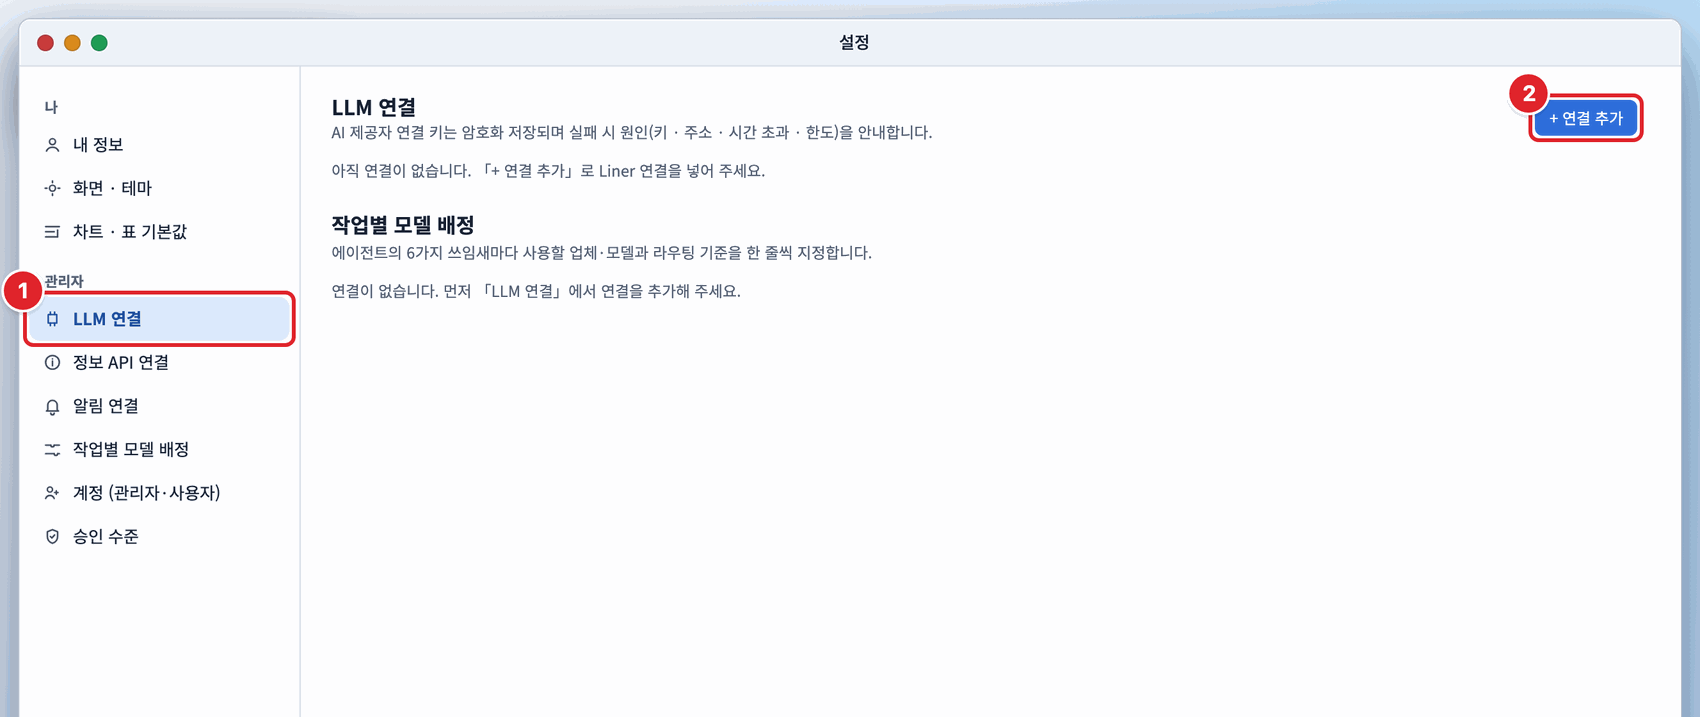 설정
나
내 정보
화면 · 테마
차트 · 표 기본값
관리자
1
LLM 연결
정보 API 연결
알림 연결
작업별 모델 배정
계정 (관리자·사용자)
승인 수준
LLM 연결
AI 제공자 연결 키는 암호화 저장되며 실패 시 원인(키 · 주소 · 시간 초과 · 한도)을 안내합니다.
2
+ 연결 추가
아직 연결이 없습니다. 「+ 연결 추가」로 Liner 연결을 넣어 주세요.
작업별 모델 배정
에이전트의 6가지 쓰임새마다 사용할 업체·모델과 라우팅 기준을 한 줄씩 지정합니다.
연결이 없습니다. 먼저 「LLM 연결」에서 연결을 추가해 주세요.